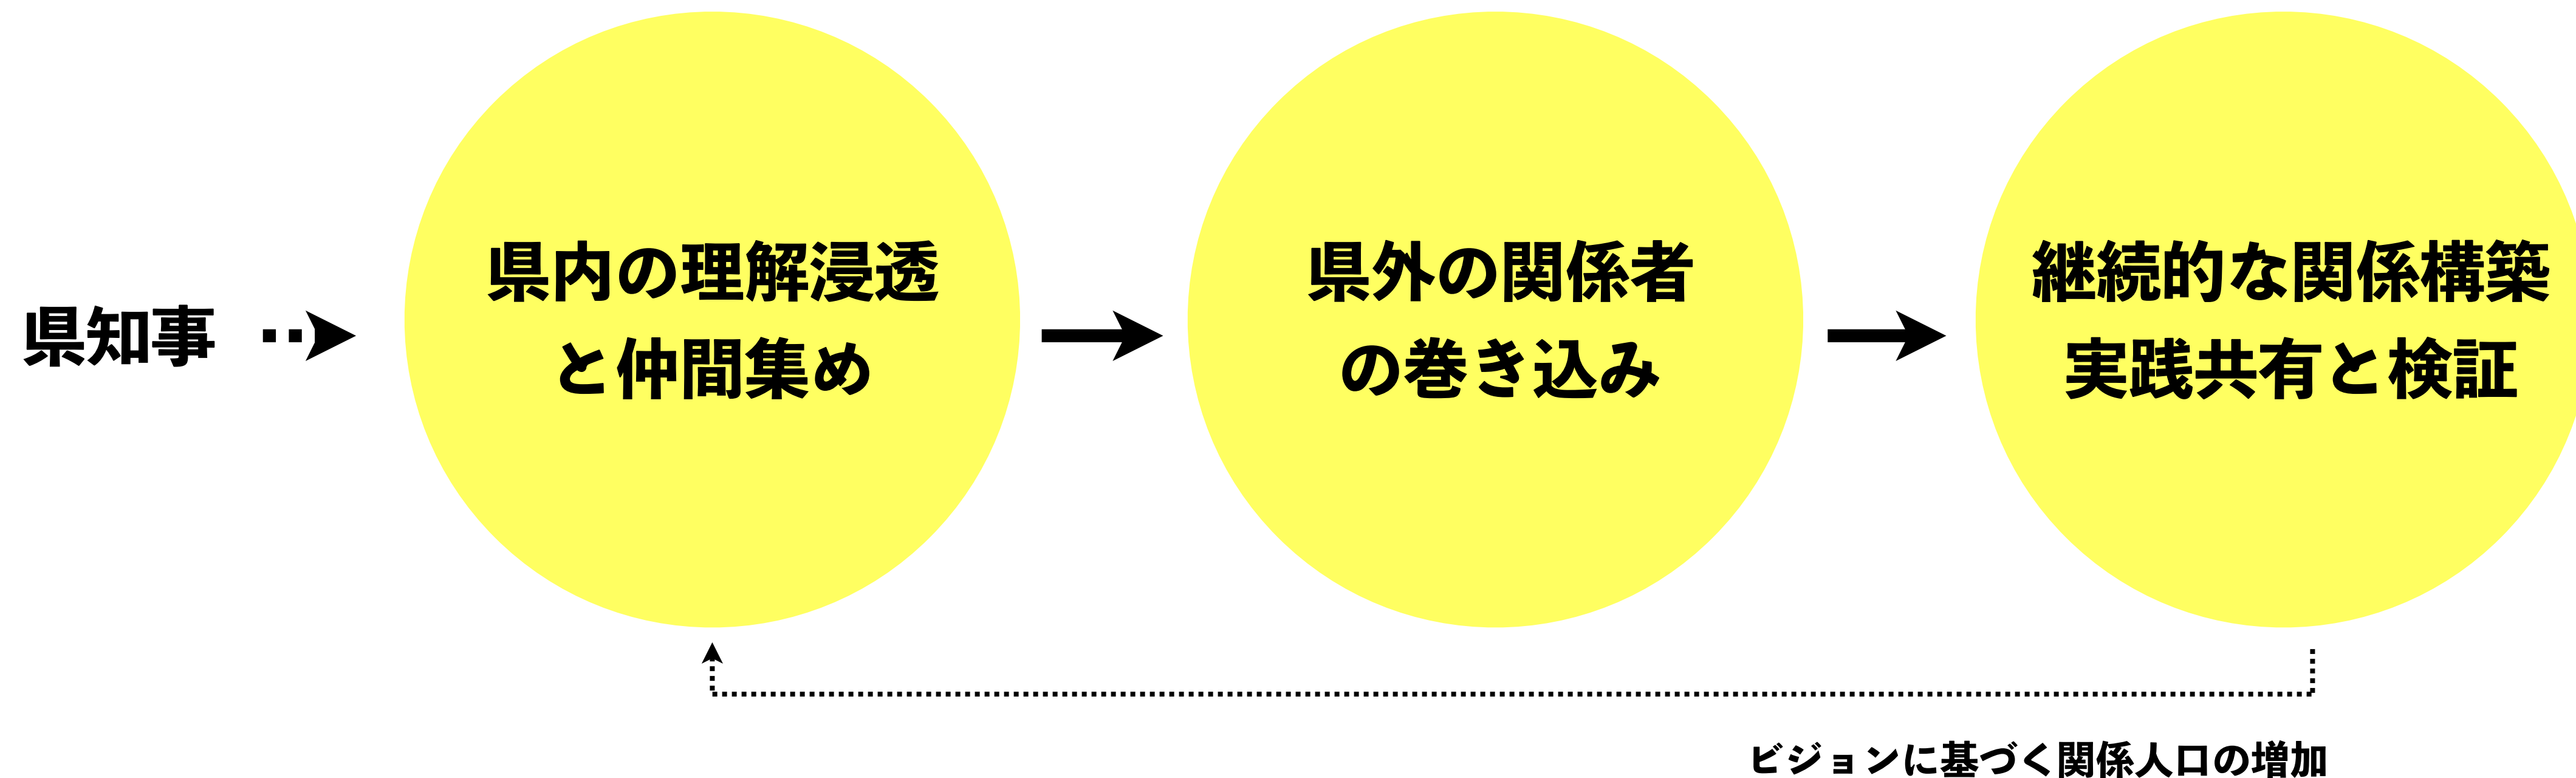 県知事
県内の理解浸透
と仲間集め
県外の関係者
の巻き込み
継続的な関係構築
実践共有と検証
ビジョンに基づく関係人口の増加